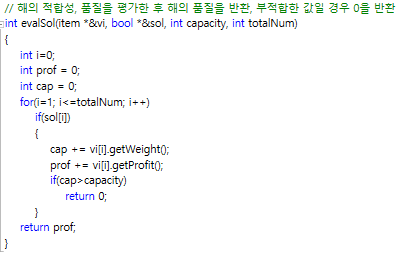 // 해의 적합성, 품질을 평가한 후 해의 품질을 반환, 부적합한 값일 경우 0을 반환
int evalSol(item *&vi, bool *&sol, int capacity, int totalNum)
{
    int i=0;
    int prof = 0;
    int cap = 0;
    for(i=1; i<=totalNum; i++)
        if(sol[i])
        {
            cap += vi[i].getWeight();
            prof += vi[i].getProfit();
            if(cap>capacity)
                return 0;
        }
    return prof;
}